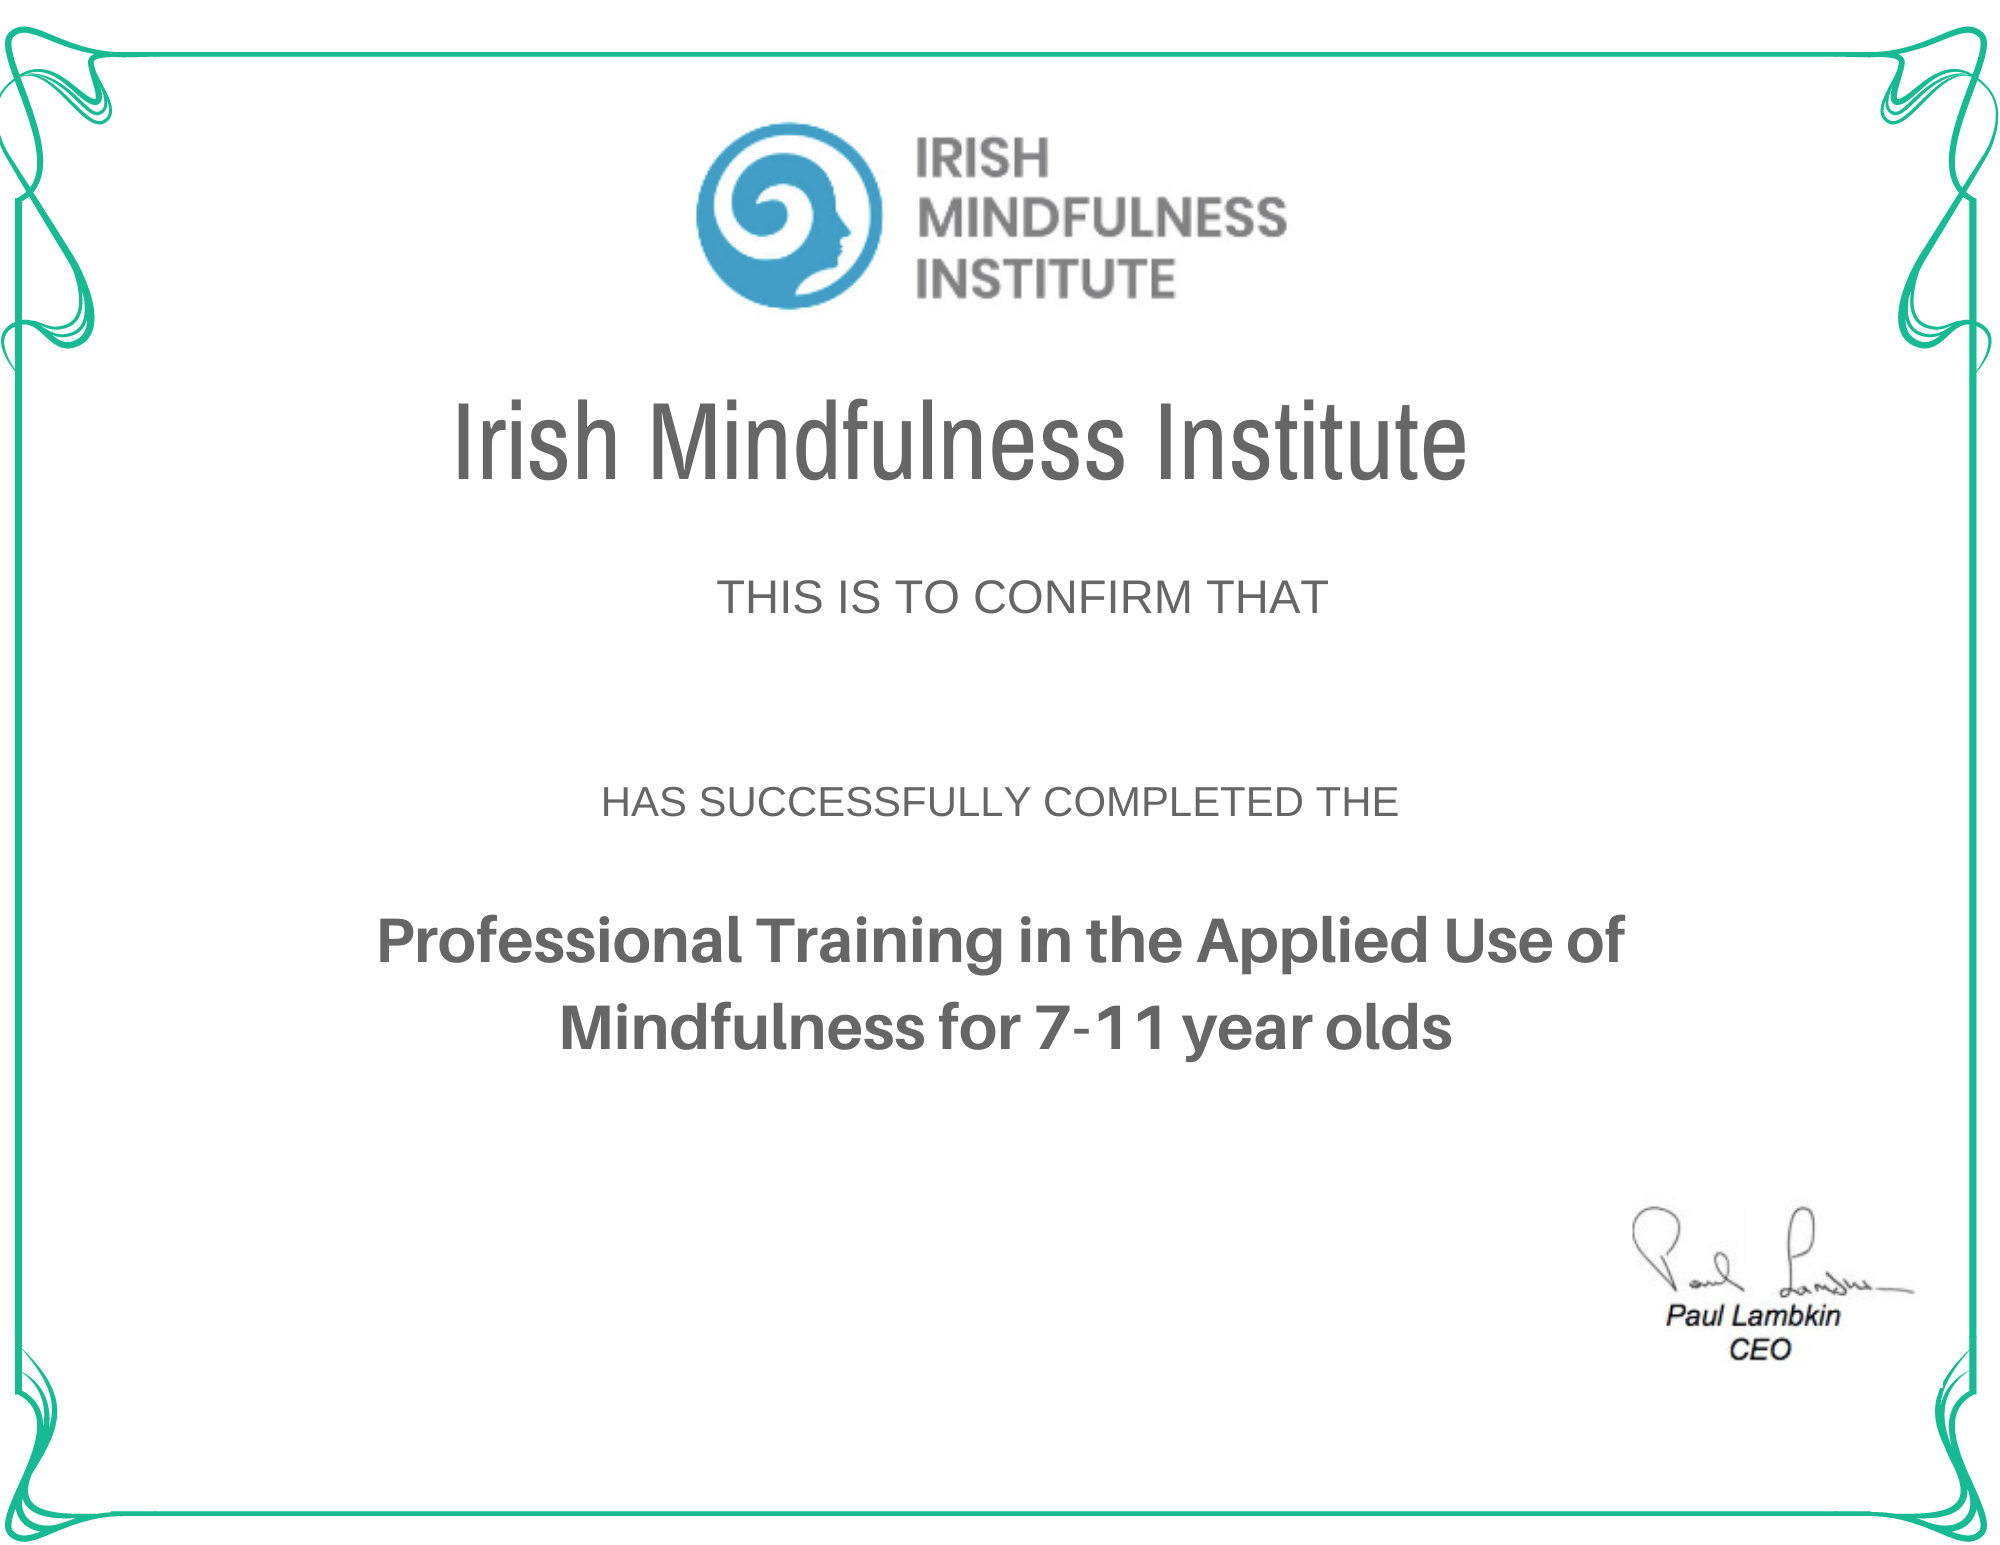 IRISH
MINDFULNESS
INSTITUTE
Irish Mindfulness Institute
THIS IS TO CONFIRM THAT
HAS SUCCESSFULLY COMPLETED THE
Professional Training in the Applied Use of
Mindfulness for 7-11 year olds
Paul Lambkin
Paul Lambkin
CEO